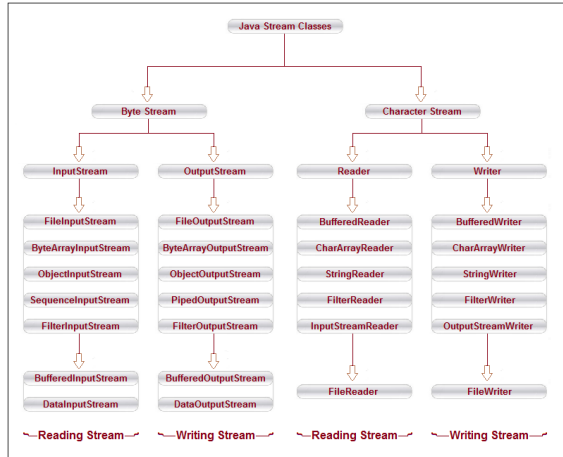 Java Stream Classes
Byte Stream
Character Stream
InputStream
OutputStream
Reader
Writer
FileInputStream
FileOutputStream
BufferedReader
BufferedWriter
ByteArrayInputStream
ByteArrayOutputStream
CharArrayReader
CharArrayWriter
ObjectInputStream
ObjectOutputStream
StringReader
StringWriter
SequenceInputStream
PipedOutputStream
FilterReader
FilterWriter
FilterInputStream
FilterOutputStream
InputStreamReader
OutputStreamWriter
BufferedInputStream
BufferedOutputStream
FileReader
FileWriter
DataInputStream
DataOutputStream
Reading Stream
Writing Stream
Reading Stream
Writing Stream